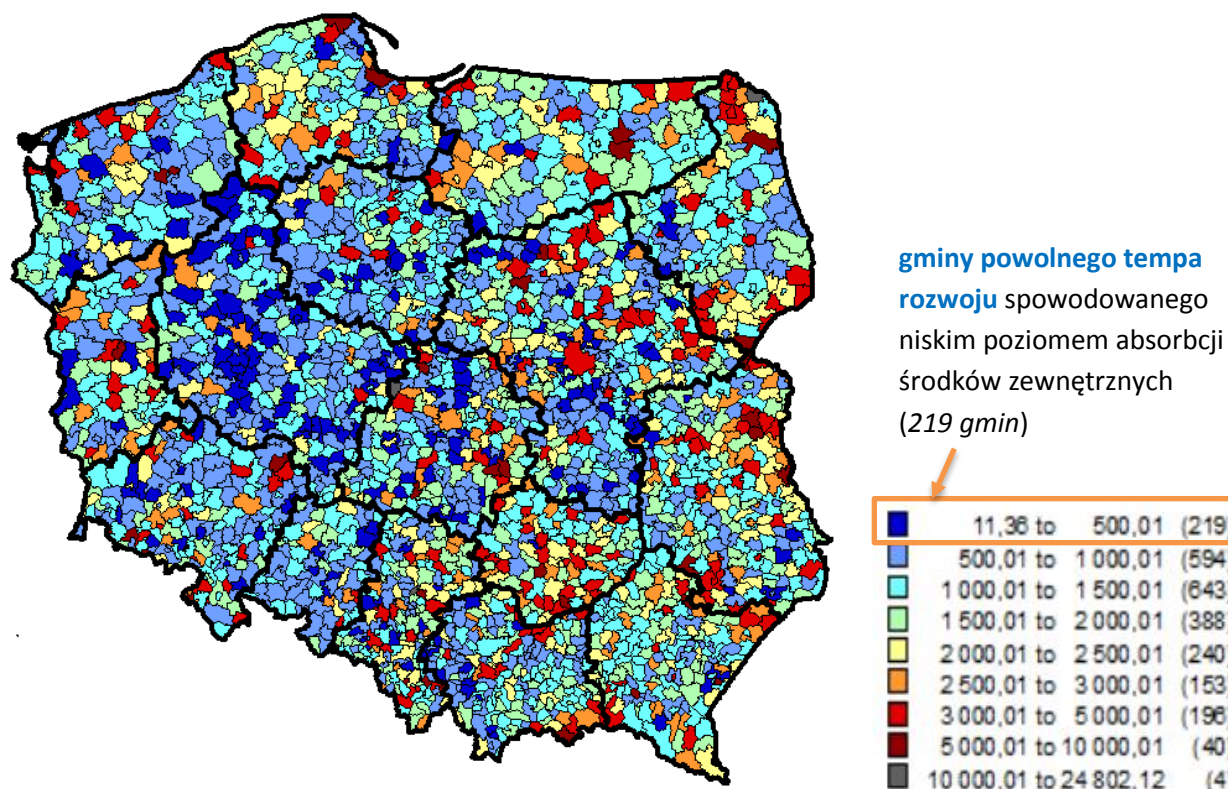 gminy powolnego tempa
rozwoju spowodowanego
niskim poziomem absorbcji
środków zewnętrznych
(219 gmin)
11,36 to 500,01 (219
500,01 to 1 000,01 (594
1 000,01 to 1 500,01 (643
1 500,01 to 2 000,01 (388
2 000,01 to 2 500,01 (240
2 500,01 to 3 000,01 (153
3 000,01 to 5 000,01 (196
5 000,01 to 10 000,01 (40
10 000,01 to 24 802,12 (4